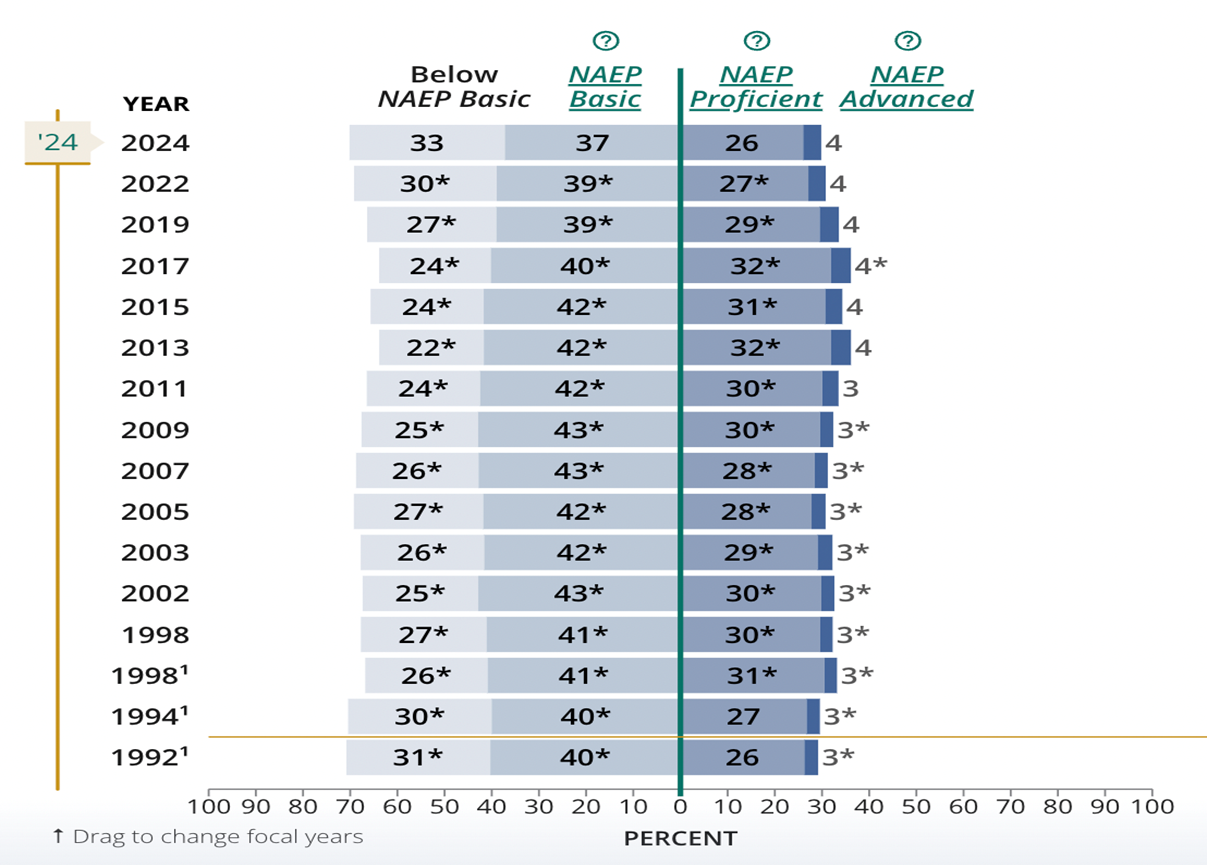 ? ? ?
Below NAEP NAEP NAEP
NAEP Basic Basic Proficient Advanced
YEAR
'24 2024 33 37 26 4
2022 30* 39* 27* 4
2019 27* 39* 29* 4
2017 24* 40* 32* 4*
2015 24* 42* 31* 4
2013 22* 42* 32* 4
2011 24* 42* 30* 3
2009 25* 43* 30* 3*
2007 26* 43* 28* 3*
2005 27* 42* 28* 3*
2003 26* 42* 29* 3*
2002 25* 43* 30* 3*
1998 27* 41* 30* 3*
1998¹ 26* 41* 31* 3*
1994¹ 30* 40* 27 3*
1992¹ 31* 40* 26 3*
100 90 80 70 60 50 40 30 20 10 0 10 20 30 40 50 60 70 80 90 100
↑ Drag to change focal years
PERCENT